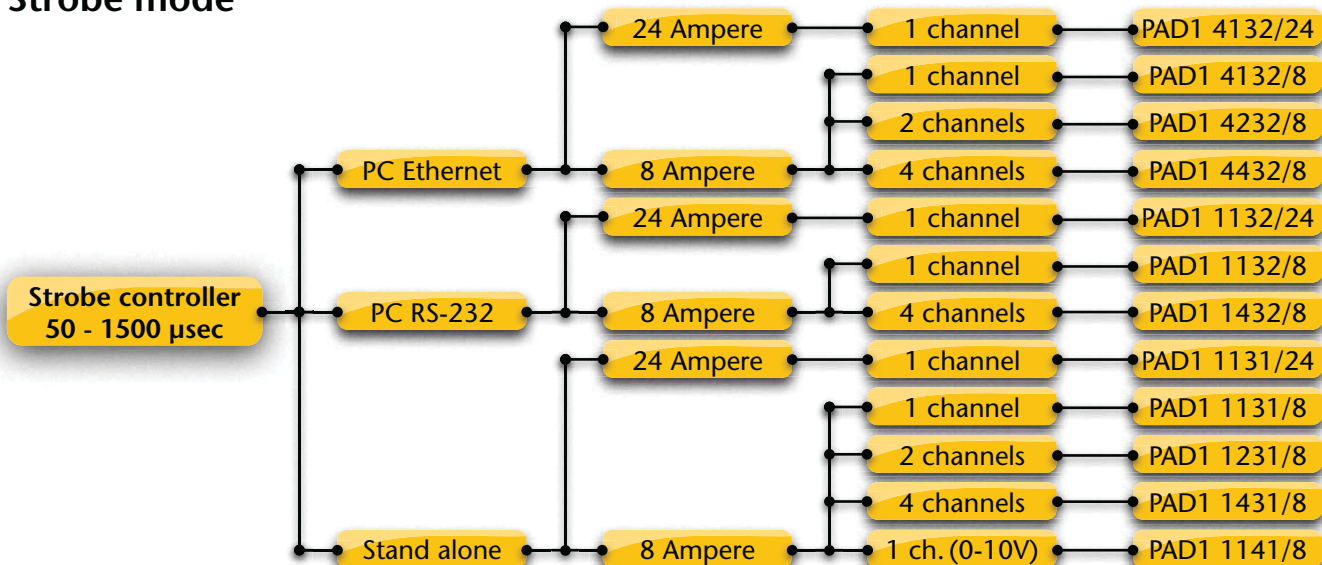 Strobe mode
24 Ampere 1 channel PAD1 4132/24
1 channel PAD1 4132/8
2 channels PAD1 4232/8
PC Ethernet 8 Ampere 4 channels PAD1 4432/8
24 Ampere 1 channel PAD1 1132/24
1 channel PAD1 1132/8
Strobe controller
50 - 1500 µsec
PC RS-232 8 Ampere 4 channels PAD1 1432/8
24 Ampere 1 channel PAD1 1131/24
1 channel PAD1 1131/8
2 channels PAD1 1231/8
4 channels PAD1 1431/8
Stand alone 8 Ampere 1 ch. (0-10V) PAD1 1141/8